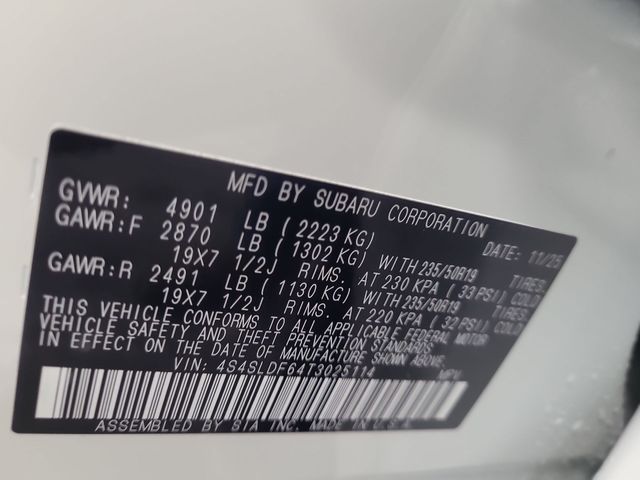 MFD BY SUBARU CORPORATION DATE: 11/25
GVWR: 4901 LB (2223 KG)
GAWR:F 2870 LB (1302 KG) WITH 235/50R19 TIRES,
19X7 1/2J RIMS. AT 230 KPA (33 PSI) COLD
GAWR:R 2491 LB (1130 KG) WITH 235/50R19 TIRES,
19X7 1/2J RIMS. AT 220 KPA (32 PSI) COLD
THIS VEHICLE CONFORMS TO ALL APPLICABLE FEDERAL MOTOR
VEHICLE SAFETY AND THEFT PREVENTION STANDARDS
IN EFFECT ON THE DATE OF MANUFACTURE SHOWN ABOVE.
VIN: 4S4SLDF64T3025114 MPV
ASSEMBLED BY SIA INC. MADE IN U.S.A.